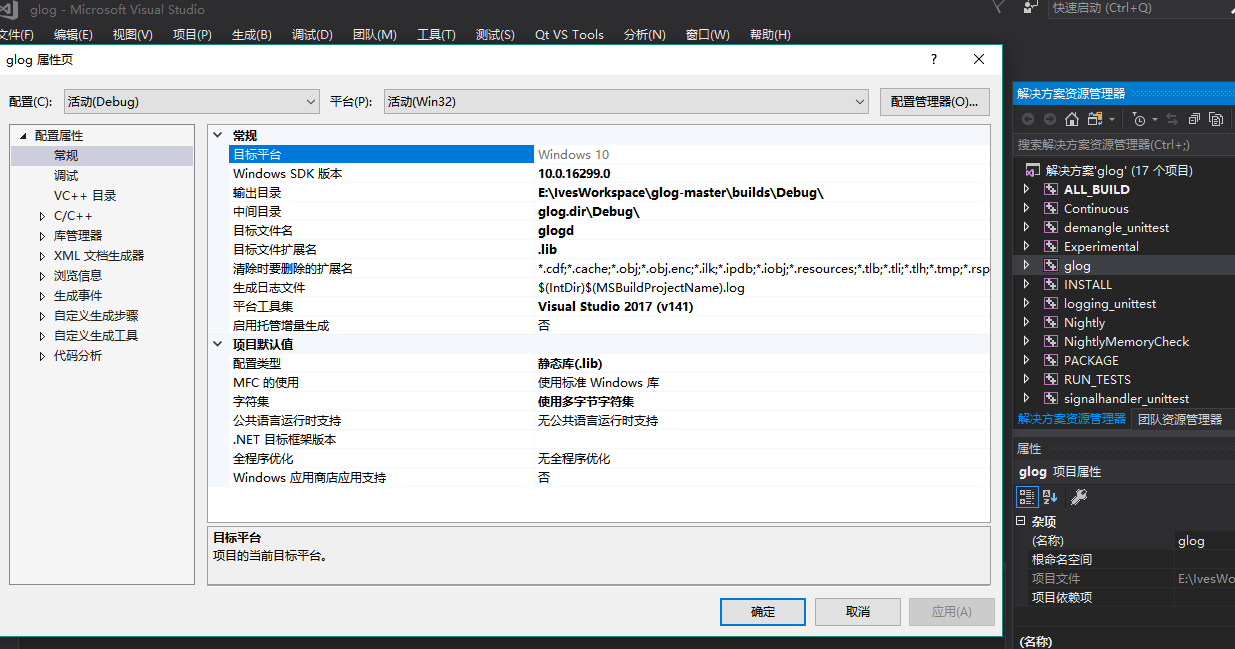 glog - Microsoft Visual Studio
快速启动 (Ctrl+Q)
文件(F) 编辑(E) 视图(V) 项目(P) 生成(B) 调试(D) 团队(M) 工具(T) 测试(S) Qt VS Tools 分析(N) 窗口(W) 帮助(H)
glog 属性页
?
配置(C): 活动(Debug) 平台(P): 活动(Win32) 配置管理器(O)...
配置属性
常规
调试
VC++ 目录
C/C++
库管理器
XML 文档生成器
浏览信息
生成事件
自定义生成步骤
自定义生成工具
代码分析
常规
目标平台 Windows 10
Windows SDK 版本 10.0.16299.0
输出目录 E:\IvesWorkspace\glog-master\builds\Debug\
中间目录 glog.dir\Debug\
目标文件名 glogd
目标文件扩展名 .lib
清除时要删除的扩展名 *.cdf;*.cache;*.obj;*.obj.enc;*.ilk;*.ipdb;*.iobj;*.resources;*.tlb;*.tli;*.tlh;*.tmp;*.rsp
生成日志文件 $(IntDir)$(MSBuildProjectName).log
平台工具集 Visual Studio 2017 (v141)
启用托管增量生成 否
项目默认值
配置类型 静态库(.lib)
MFC 的使用 使用标准 Windows 库
字符集 使用多字节字符集
公共语言运行时支持 无公共语言运行时支持
.NET 目标框架版本
全程序优化 无全程序优化
Windows 应用商店应用支持 否
目标平台
项目的当前目标平台。
确定 取消 应用(A)
解决方案资源管理器
搜索解决方案资源管理器(Ctrl+;)
解决方案'glog' (17 个项目)
ALL_BUILD
Continuous
demangle_unittest
Experimental
glog
INSTALL
logging_unittest
Nightly
NightlyMemoryCheck
PACKAGE
RUN_TESTS
signalhandler_unittest
解决方案资源管理器 团队资源管理器
属性
glog 项目属性
杂项
(名称) glog
根命名空间
项目文件 E:\IvesWo
项目依赖项
(名称)